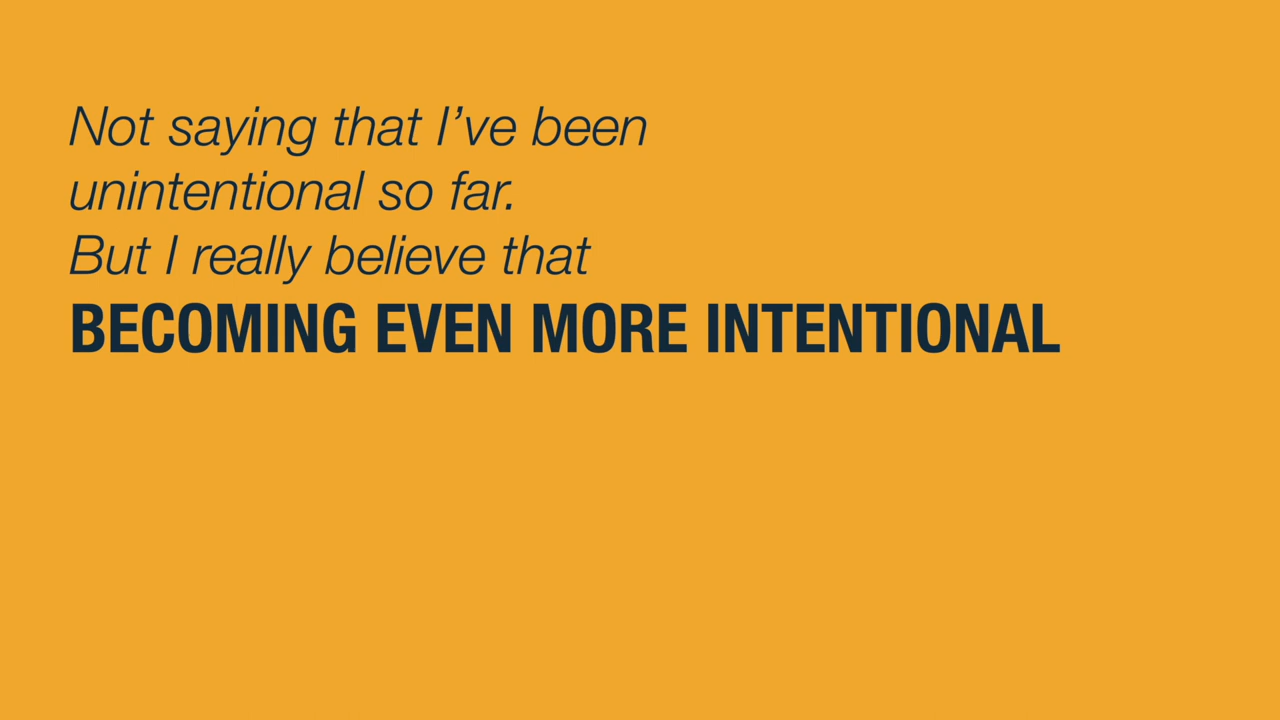 Not saying that I’ve been
unintentional so far.
But I really believe that
BECOMING EVEN MORE INTENTIONAL